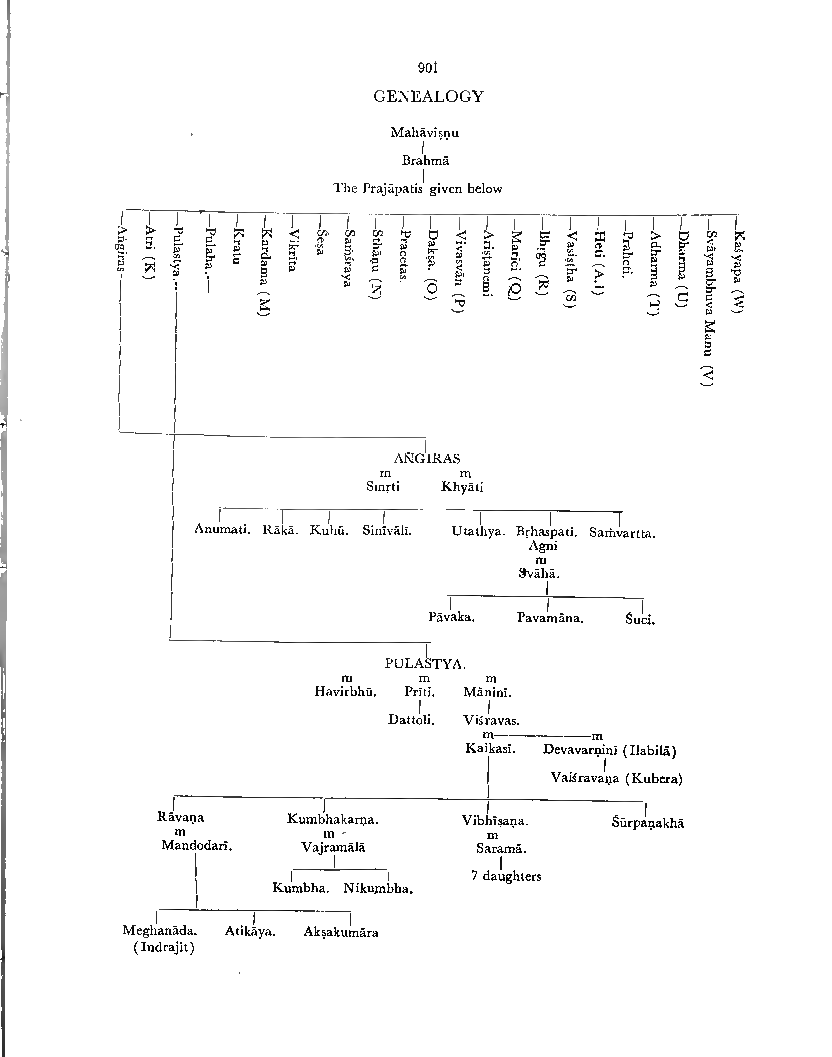 901
GENEALOGY
Mahāviṣṇu
Brahmā
The Prajāpatis given below
Aṅgiras
Atri (K)
Pulastya...
Pulaha...
Kratu
Kardama (M)
Vikrīta
Śeṣa
Saṁśraya
Sthāṇu (N)
Pracetas.
Dakṣa. (O)
Vivasvān (P)
Ariṣṭanemi
Marīci (Q)
Bhṛgu (R)
Vasiṣṭha (S)
Heti (A.1)
Praheti.
Adharma (T)
Dharma (U)
Svāyambhuva Manu (V)
Kaśyapa (W)
AṄGIRAS
m m
Smṛti Khyāti
Anumati. Rākā. Kuhū. Sinīvālī. Utathya. Bṛhaspati. Saṁvartta.
Agni
m
Svāhā.
Pāvaka. Pavamāna. Śuci.
PULASTYA.
m m m
Havirbhū. Prīti. Māninī.
Dattoli. Viśravas.
m m
Kaikasī. Devavarṇinī (Ilabilā)
Vaiśravaṇa (Kubera)
Rāvaṇa Kumbhakarṇa. Vibhīṣaṇa. Śūrpaṇakhā
m m m
Mandodarī. Vajramālā Saramā.
7 daughters
Kumbha. Nikumbha.
Meghanāda. Atikāya. Akṣakumāra
(Indrajit)